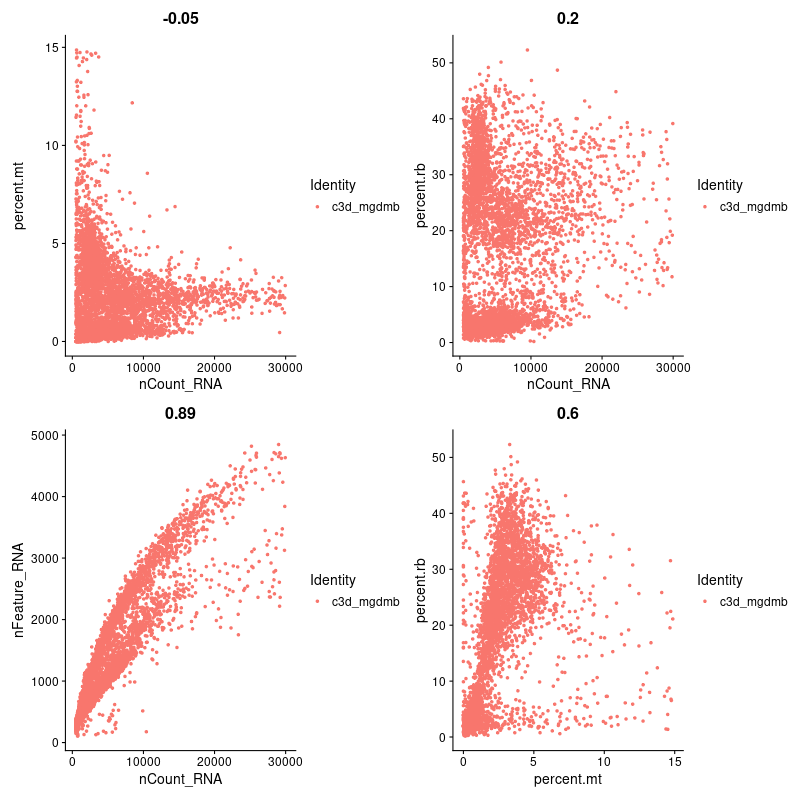 -0.05
percent.mt
15
10
5
0
0
10000
20000
30000
nCount_RNA
Identity
c3d_mgdmb
0.2
percent.rb
50
40
30
20
10
0
0
10000
20000
30000
nCount_RNA
Identity
c3d_mgdmb
0.89
nFeature_RNA
5000
4000
3000
2000
1000
0
0
10000
20000
30000
nCount_RNA
Identity
c3d_mgdmb
0.6
percent.rb
50
40
30
20
10
0
0
5
10
15
percent.mt
Identity
c3d_mgdmb